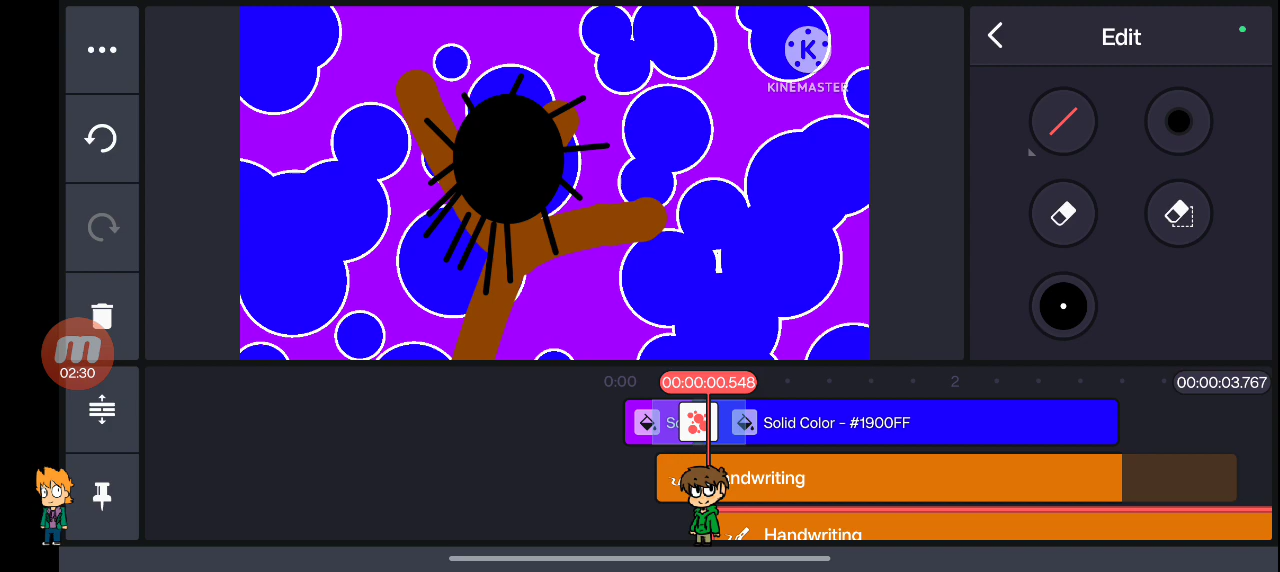 Edit
K
KINEMASTER
02:30
0:00
00:00:00.548
2
00:00:03.767
Solid Color - #1900FF
Handwriting